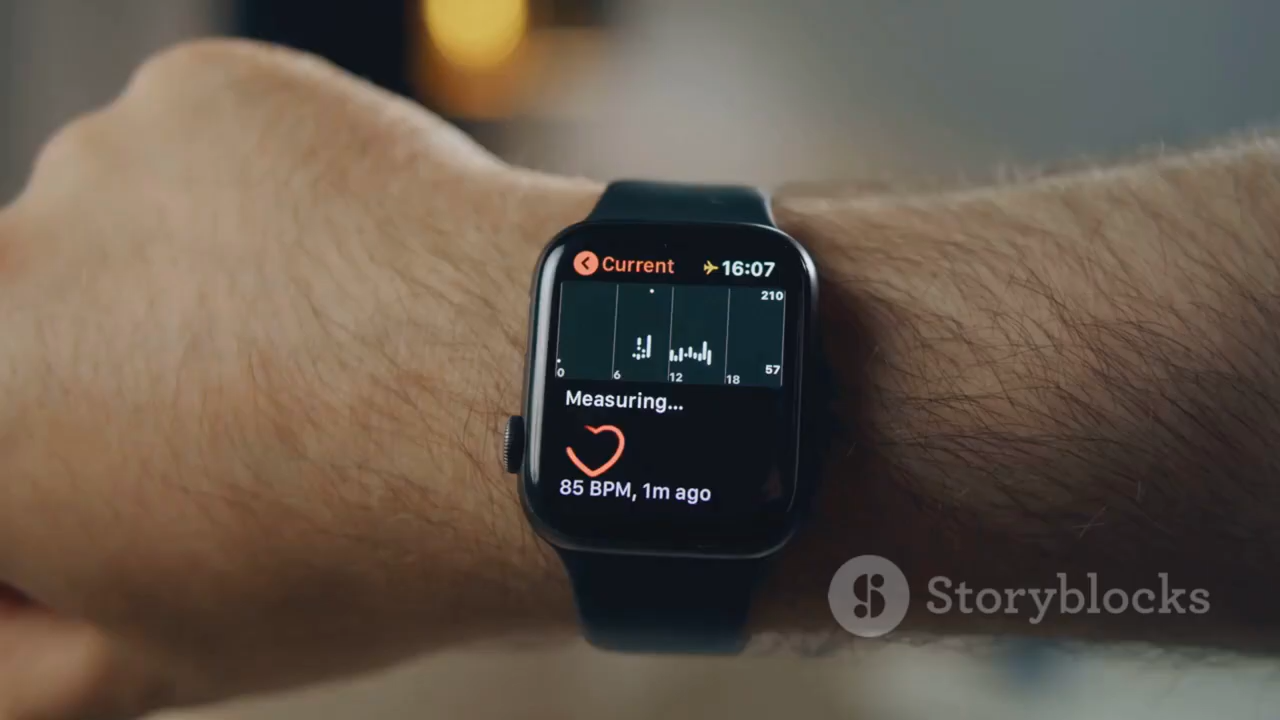 Current 16:07
210
57
0 6 12 18
Measuring...
85 BPM, 1m ago
Storyblocks